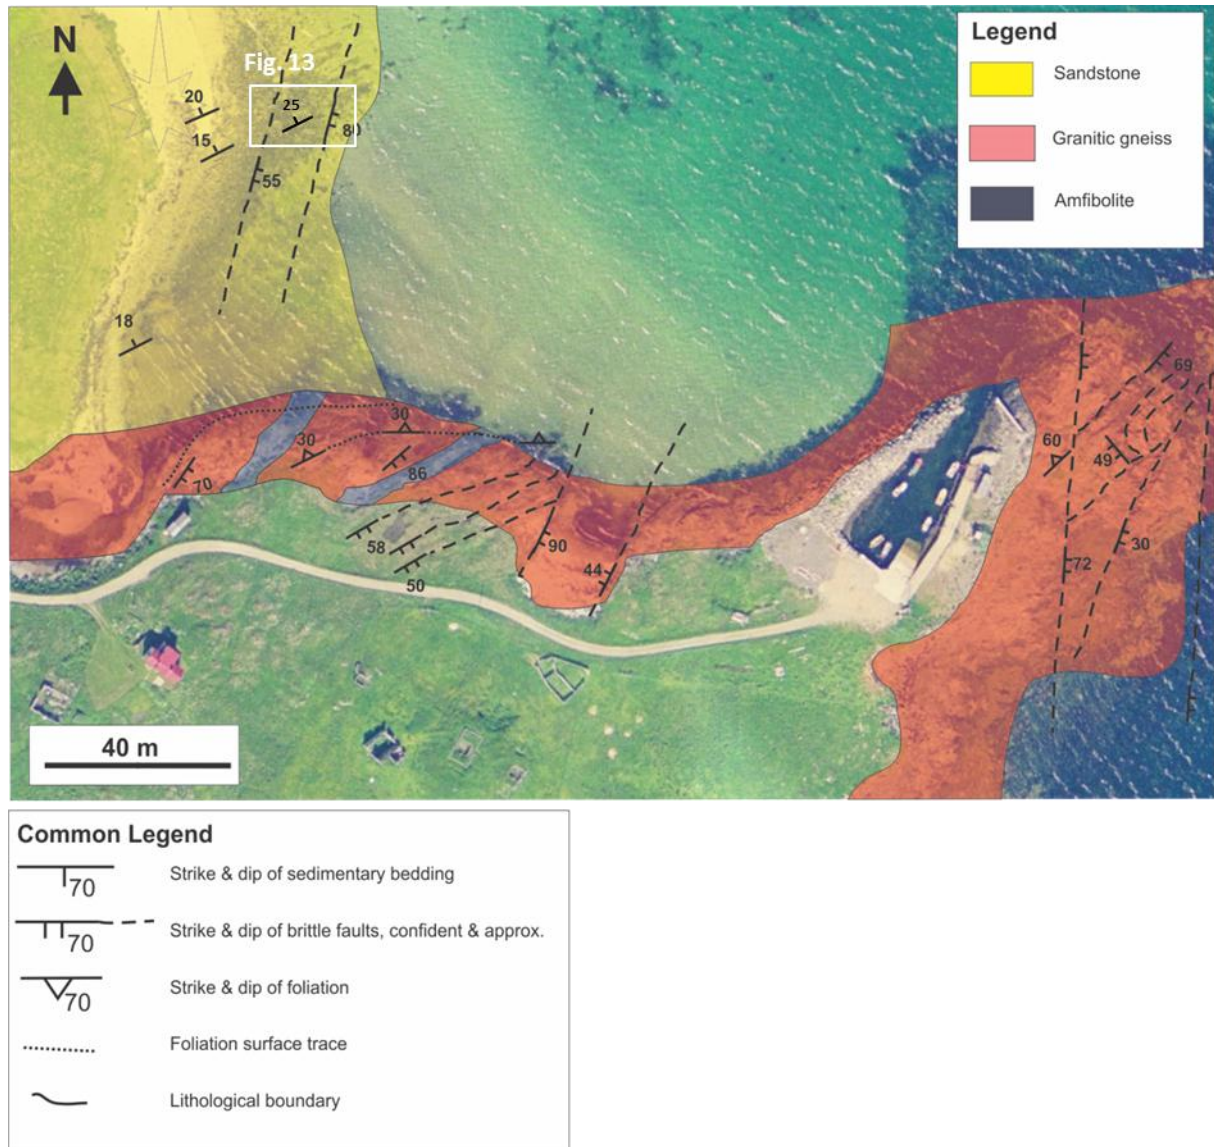 N
Fig. 13
20
25
15
80
55
18
Legend
Sandstone
Granitic gneiss
Amfibolite
30
30
70
86
58
50
90
44
69
60
49
30
72
40 m
Common Legend
70
Strike & dip of sedimentary bedding
70
Strike & dip of brittle faults, confident & approx.
70
Strike & dip of foliation
Foliation surface trace
Lithological boundary